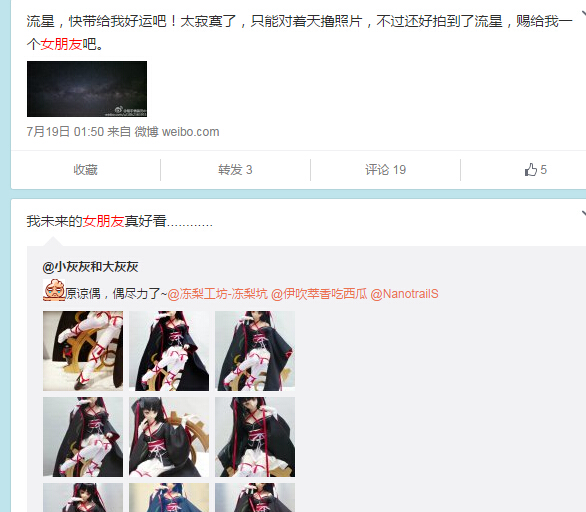 流星，快带给我好运吧！太寂寞了，只能对着天撸照片，不过还好拍到了流星，赐给我一
个女朋友吧。
7月19日 01:50 来自 微博 weibo.com
收藏
转发 3
评论 19
5
我未来的女朋友真好看............
@小灰灰和大灰灰
原谅偶，偶尽力了~@冻梨工坊-冻梨坑 @伊吹萃香吃西瓜 @NanotrailS